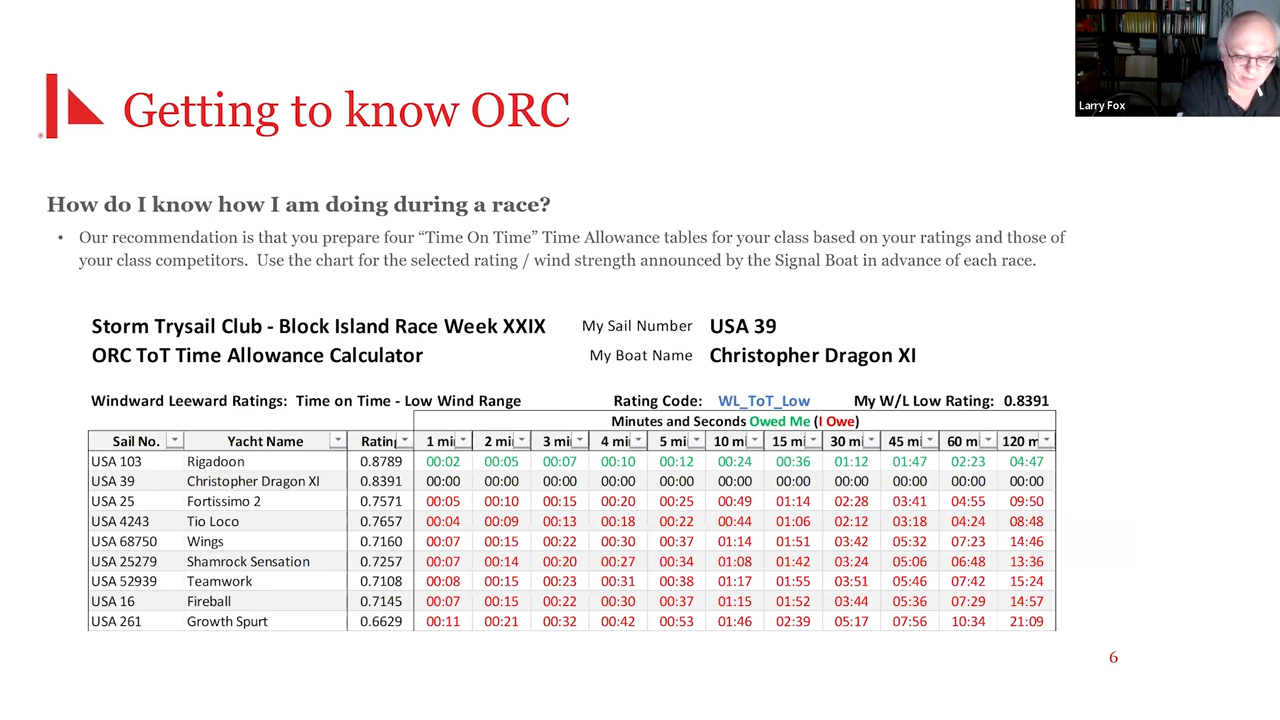 Larry Fox
Getting to know ORC
How do I know how I am doing during a race?
• Our recommendation is that you prepare four “Time On Time” Time Allowance tables for your class based on your ratings and those of
your class competitors. Use the chart for the selected rating / wind strength announced by the Signal Boat in advance of each race.
Storm Trysail Club - Block Island Race Week XXIX My Sail Number USA 39
ORC ToT Time Allowance Calculator My Boat Name Christopher Dragon XI
Windward Leeward Ratings: Time on Time - Low Wind Range Rating Code: WL_ToT_Low My W/L Low Rating: 0.8391
Minutes and Seconds Owed Me (I Owe)
Sail No. Yacht Name Ratin 1 mi 2 mi 3 mi 4 mi 5 mi 10 mi 15 mi 30 mi 45 mi 60 mi 120 m
USA 103 Rigadoon 0.8789 00:02 00:05 00:07 00:10 00:12 00:24 00:36 01:12 01:47 02:23 04:47
USA 39 Christopher Dragon XI 0.8391 00:00 00:00 00:00 00:00 00:00 00:00 00:00 00:00 00:00 00:00 00:00
USA 25 Fortissimo 2 0.7571 00:05 00:10 00:15 00:20 00:25 00:49 01:14 02:28 03:41 04:55 09:50
USA 4243 Tio Loco 0.7657 00:04 00:09 00:13 00:18 00:22 00:44 01:06 02:12 03:18 04:24 08:48
USA 68750 Wings 0.7160 00:07 00:15 00:22 00:30 00:37 01:14 01:51 03:42 05:32 07:23 14:46
USA 25279 Shamrock Sensation 0.7257 00:07 00:14 00:20 00:27 00:34 01:08 01:42 03:24 05:06 06:48 13:36
USA 52939 Teamwork 0.7108 00:08 00:15 00:23 00:31 00:38 01:17 01:55 03:51 05:46 07:42 15:24
USA 16 Fireball 0.7145 00:07 00:15 00:22 00:30 00:37 01:15 01:52 03:44 05:36 07:29 14:57
USA 261 Growth Spurt 0.6629 00:11 00:21 00:32 00:42 00:53 01:46 02:39 05:17 07:56 10:34 21:09
6